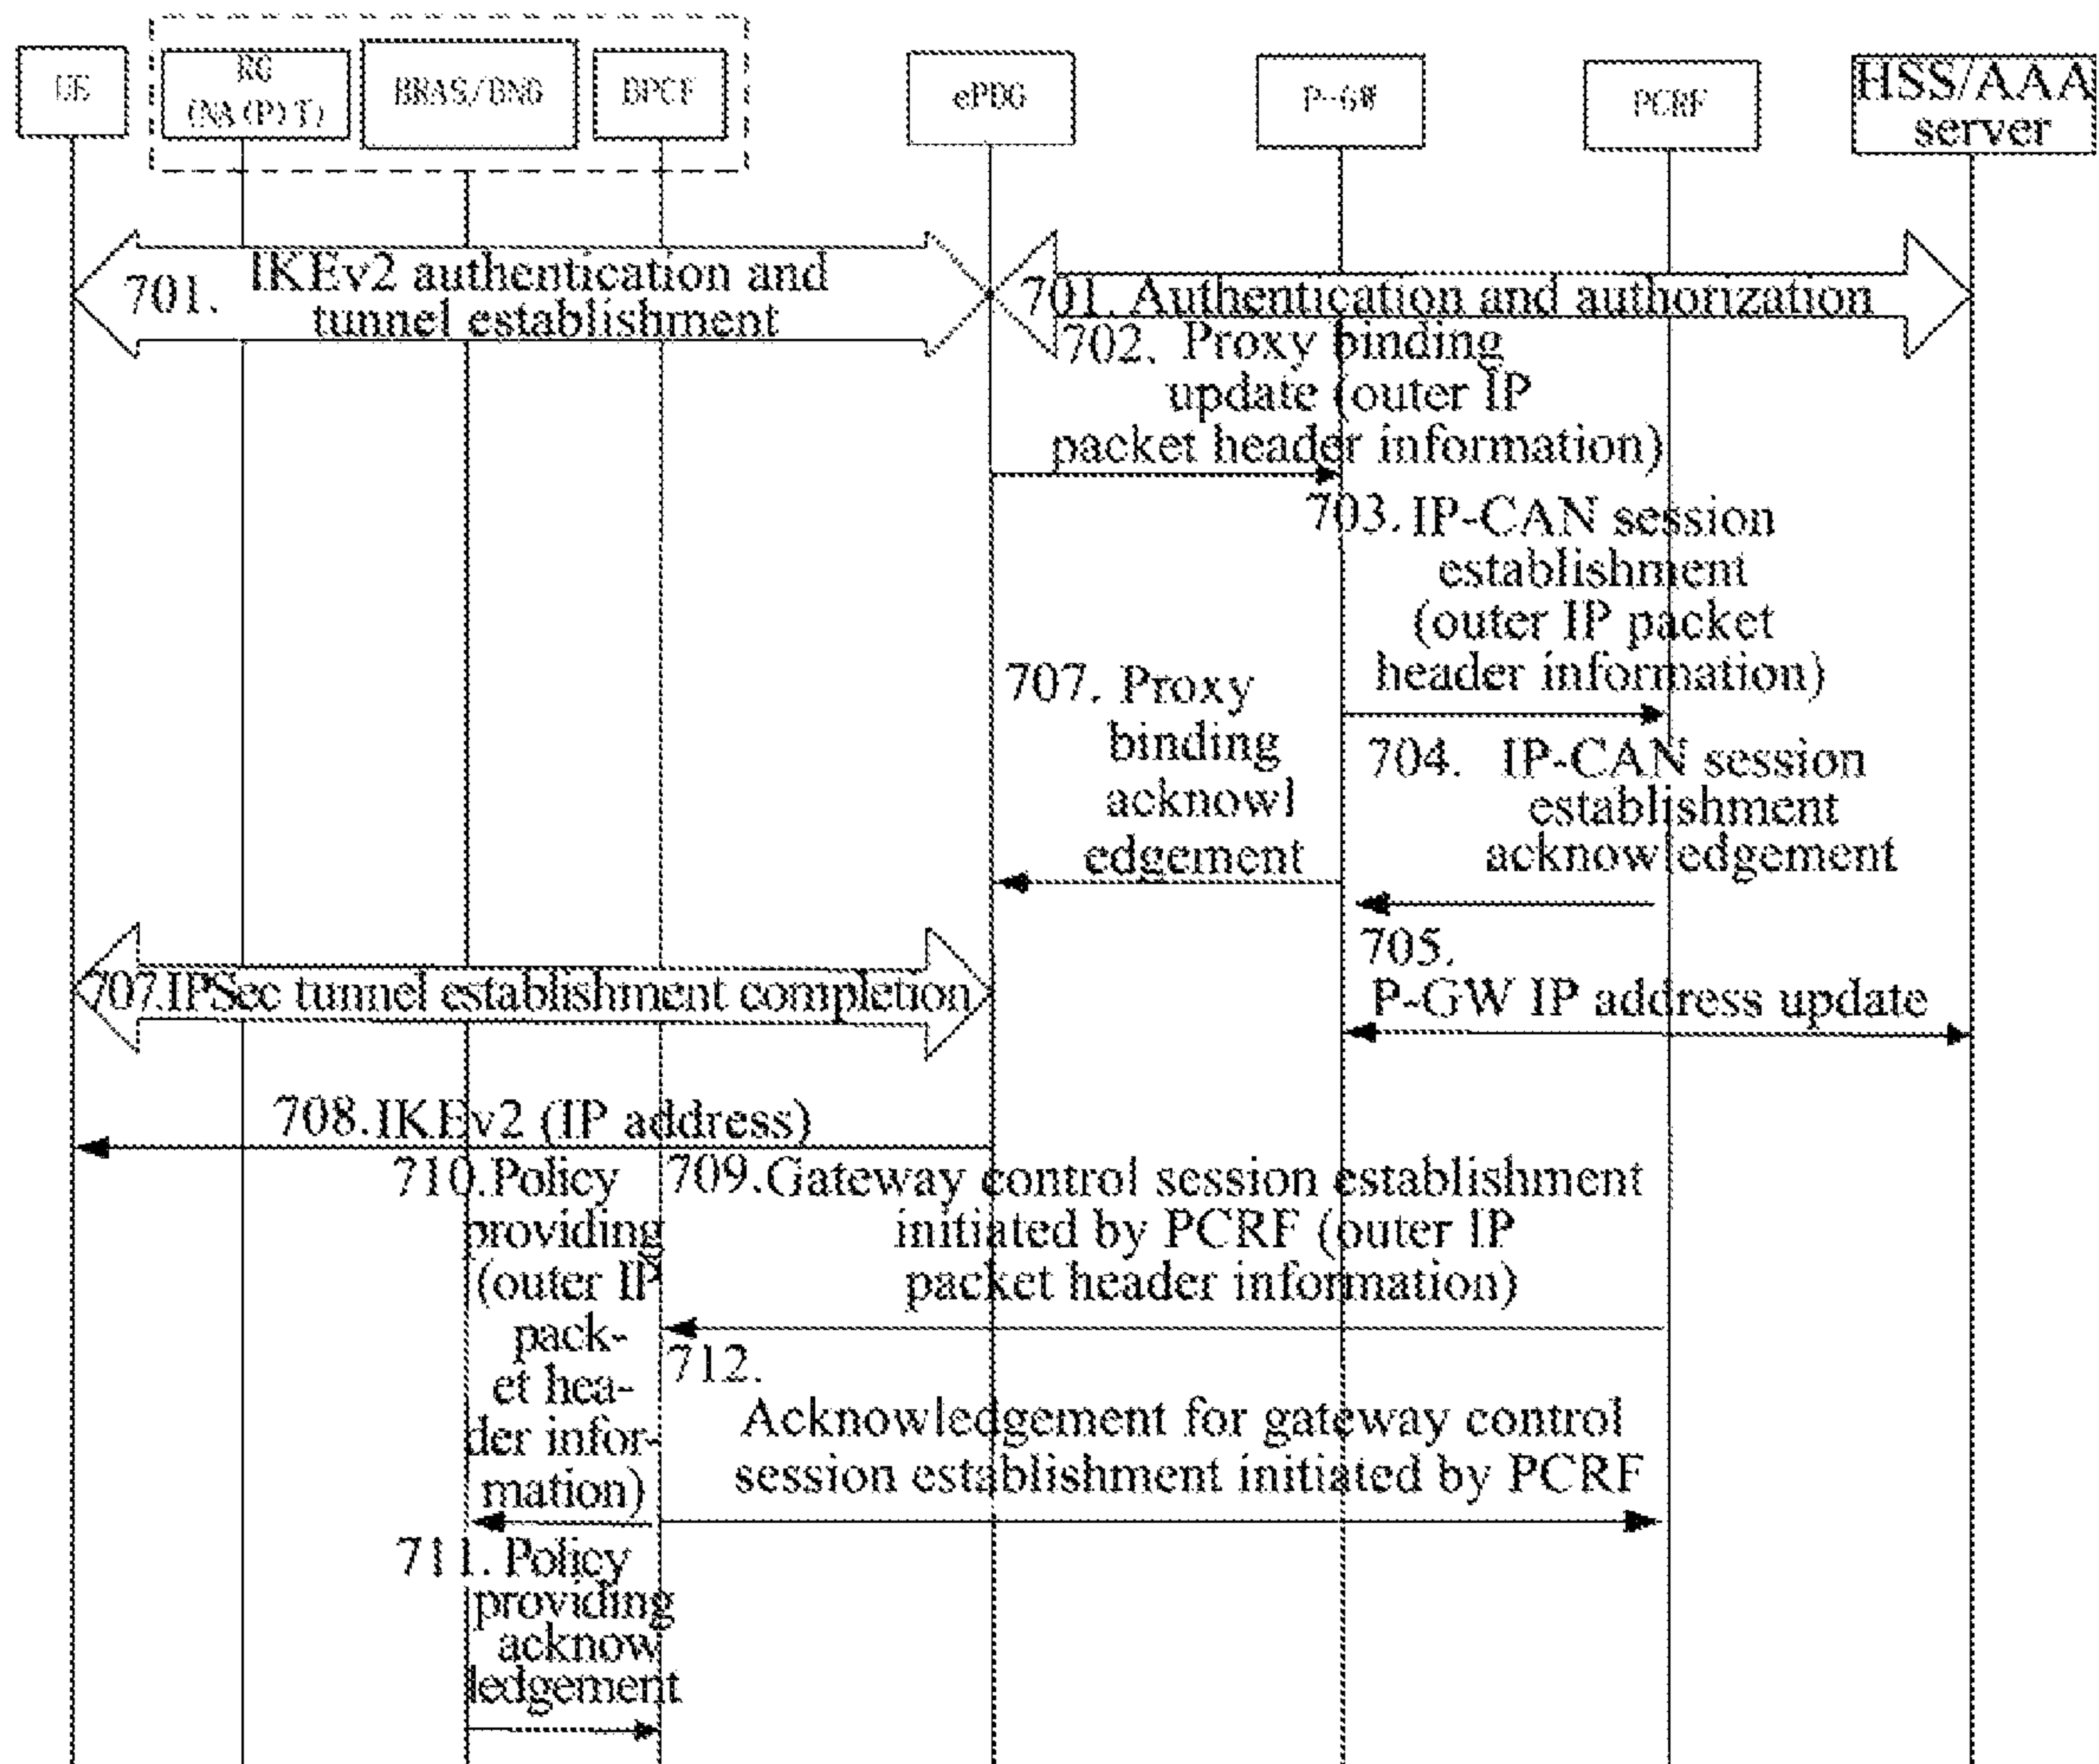 UE
RG
(NA(P)T)
BRAS/BNG
BPCF
ePDG
P-GW
PCRF
HSS/AAA
server
701.
IKEv2 authentication and
tunnel establishment
701. Authentication and authorization
702. Proxy binding
update (outer IP
packet header information)
703. IP-CAN session
establishment
(outer IP packet
header information)
707. Proxy
binding
acknowl
edgement
704. IP-CAN session
establishment
acknowledgement
705.
P-GW IP address update
707.IPSec tunnel establishment completion
708.IKEv2 (IP address)
709.Gateway control session establishment
initiated by PCRF (outer IP
packet header information)
710.Policy
providing
(outer IP
pack-
et hea-
der infor-
mation)
712.
Acknowledgement for gateway control
session establishment initiated by PCRF
711. Policy
providing
acknow
ledgement